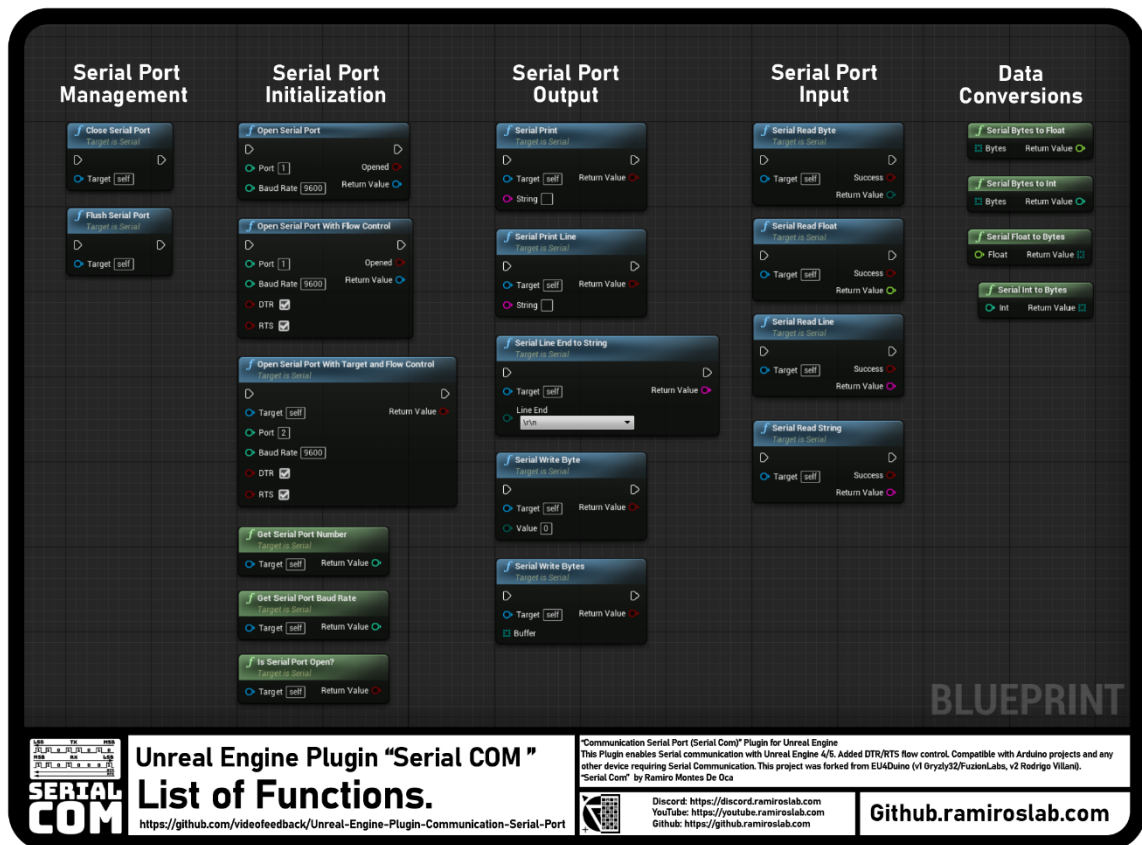 Serial Port
Management
Close Serial Port
Target is Serial
Target self
Flush Serial Port
Target is Serial
Target self
Serial Port
Initialization
Open Serial Port
Port 1 Opened
Baud Rate 9600 Return Value
Open Serial Port With Flow Control
Port 1 Opened
Baud Rate 9600 Return Value
DTR
RTS
Open Serial Port With Target and Flow Control
Target is Serial
Target self Return Value
Port 2
Baud Rate 9600
DTR
RTS
Get Serial Port Number
Target is Serial
Target self Return Value
Get Serial Port Baud Rate
Target is Serial
Target self Return Value
Is Serial Port Open?
Target is Serial
Target self Return Value
Serial Port
Output
Serial Print
Target is Serial
Target self Return Value
String
Serial Print Line
Target is Serial
Target self Return Value
String
Serial Line End to String
Target is Serial
Target self Return Value
Line End
\r\n
Serial Write Byte
Target is Serial
Target self Return Value
Value 0
Serial Write Bytes
Target is Serial
Target self Return Value
Buffer
Serial Port
Input
Serial Read Byte
Target is Serial
Target self Success
Return Value
Serial Read Float
Target is Serial
Target self Success
Return Value
Serial Read Line
Target is Serial
Target self Success
Return Value
Serial Read String
Target is Serial
Target self Success
Return Value
Data
Conversions
Serial Bytes to Float
Bytes Return Value
Serial Bytes to Int
Bytes Return Value
Serial Float to Bytes
Float Return Value
Serial Int to Bytes
Int Return Value
BLUEPRINT
LSB TX MSB
MSB RX LSB
SERIAL
COM
Unreal Engine Plugin “Serial COM ”
List of Functions.
https://github.com/videofeedback/Unreal-Engine-Plugin-Communication-Serial-Port
"Communication Serial Port (Serial Com)" Plugin for Unreal Engine
This Plugin enables Serial communication with Unreal Engine 4/5. Added DTR/RTS flow control. Compatible with Arduino projects and any
other device requiring Serial Communication. This project was forked from EU4Duino (v1 Gryzly32/FuzionLabs, v2 Rodrigo Villani).
"Serial Com" by Ramiro Montes De Oca
Discord: https://discord.ramiroslab.com
YouTube: https://youtube.ramiroslab.com
Github: https://github.ramiroslab.com
Github.ramiroslab.com